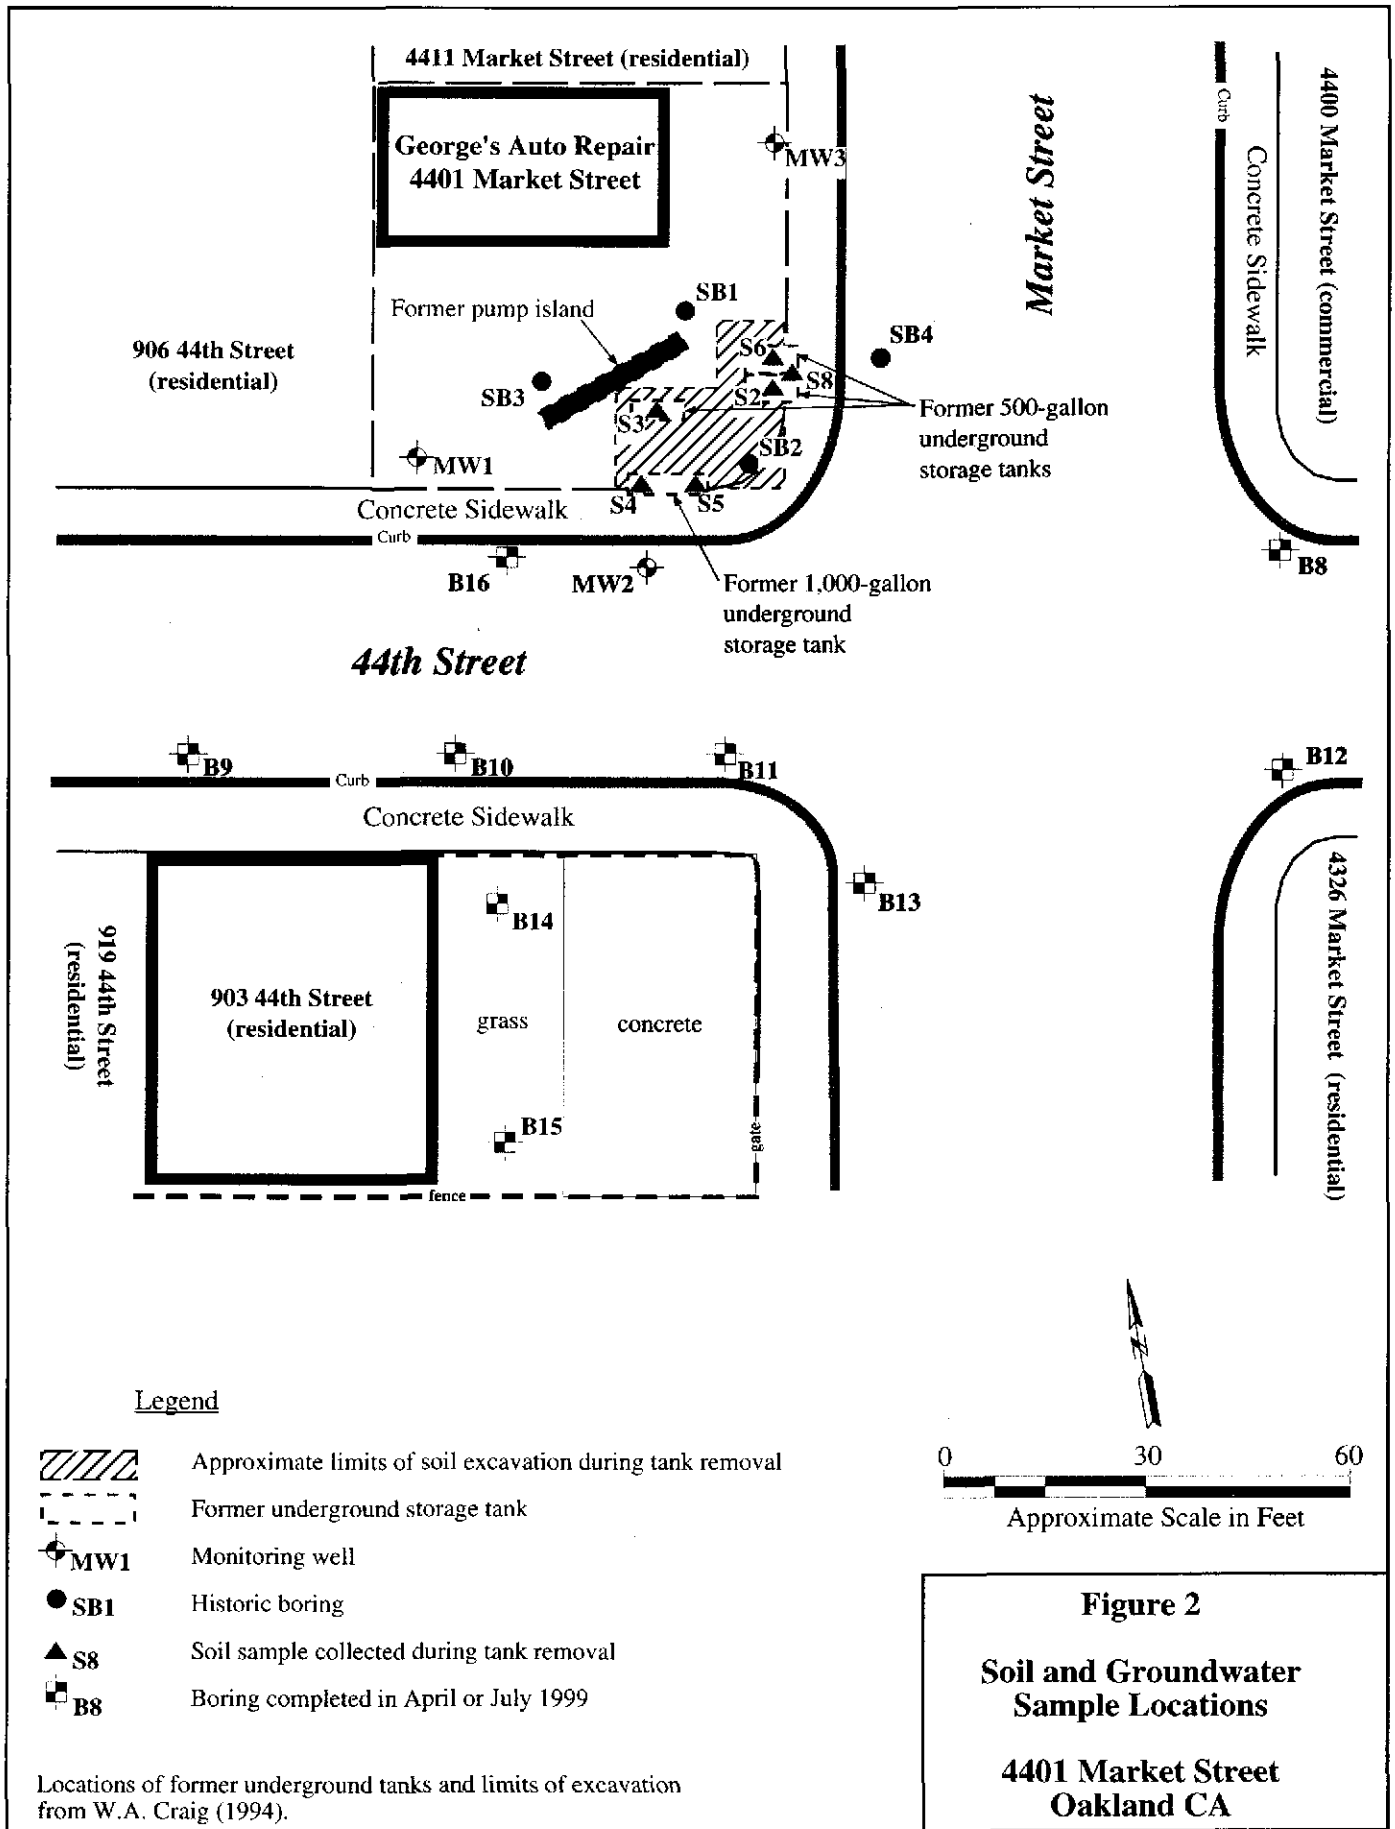 4411 Market Street (residential)
George's Auto Repair
4401 Market Street
MW3
Market Street
Curb
Concrete Sidewalk
4400 Market Street (commercial)
906 44th Street
(residential)
Former pump island
SB1
SB3
S6
S8
S2
S3
SB2
SB4
Former 500-gallon
underground
storage tanks
MW1
S4
S5
Concrete Sidewalk
Curb
B16
MW2
Former 1,000-gallon
underground
storage tank
B8
44th Street
B9
B10
B11
B12
Curb
Concrete Sidewalk
B13
B14
919 44th Street
(residential)
903 44th Street
(residential)
grass
concrete
B15
gate
fence
4326 Market Street (residential)
Legend
Approximate limits of soil excavation during tank removal
Former underground storage tank
MW1 Monitoring well
SB1 Historic boring
S8 Soil sample collected during tank removal
B8 Boring completed in April or July 1999
N
0 30 60
Approximate Scale in Feet
Locations of former underground tanks and limits of excavation
from W.A. Craig (1994).
Figure 2
Soil and Groundwater
Sample Locations
4401 Market Street
Oakland CA